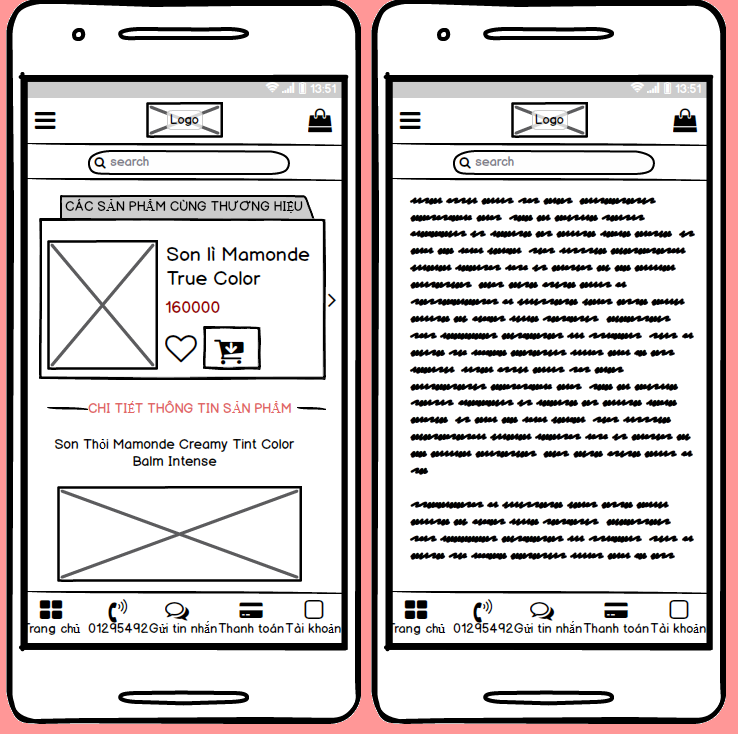 13:51
Logo
search
CÁC SẢN PHẨM CÙNG THƯƠNG HIỆU
Son lì Mamonde
True Color
160000
CHI TIẾT THÔNG TIN SẢN PHẨM
Son Thỏi Mamonde Creamy Tint Color
Balm Intense
Trang chủ 01295492 Gửi tin nhắn Thanh toán Tài khoản
13:51
Logo
search
Trang chủ 01295492 Gửi tin nhắn Thanh toán Tài khoản